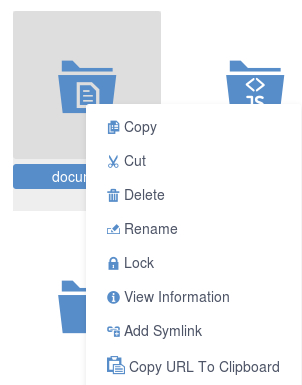 JS
Copy
Cut
docu
Delete
Rename
Lock
View Information
Add Symlink
Copy URL To Clipboard